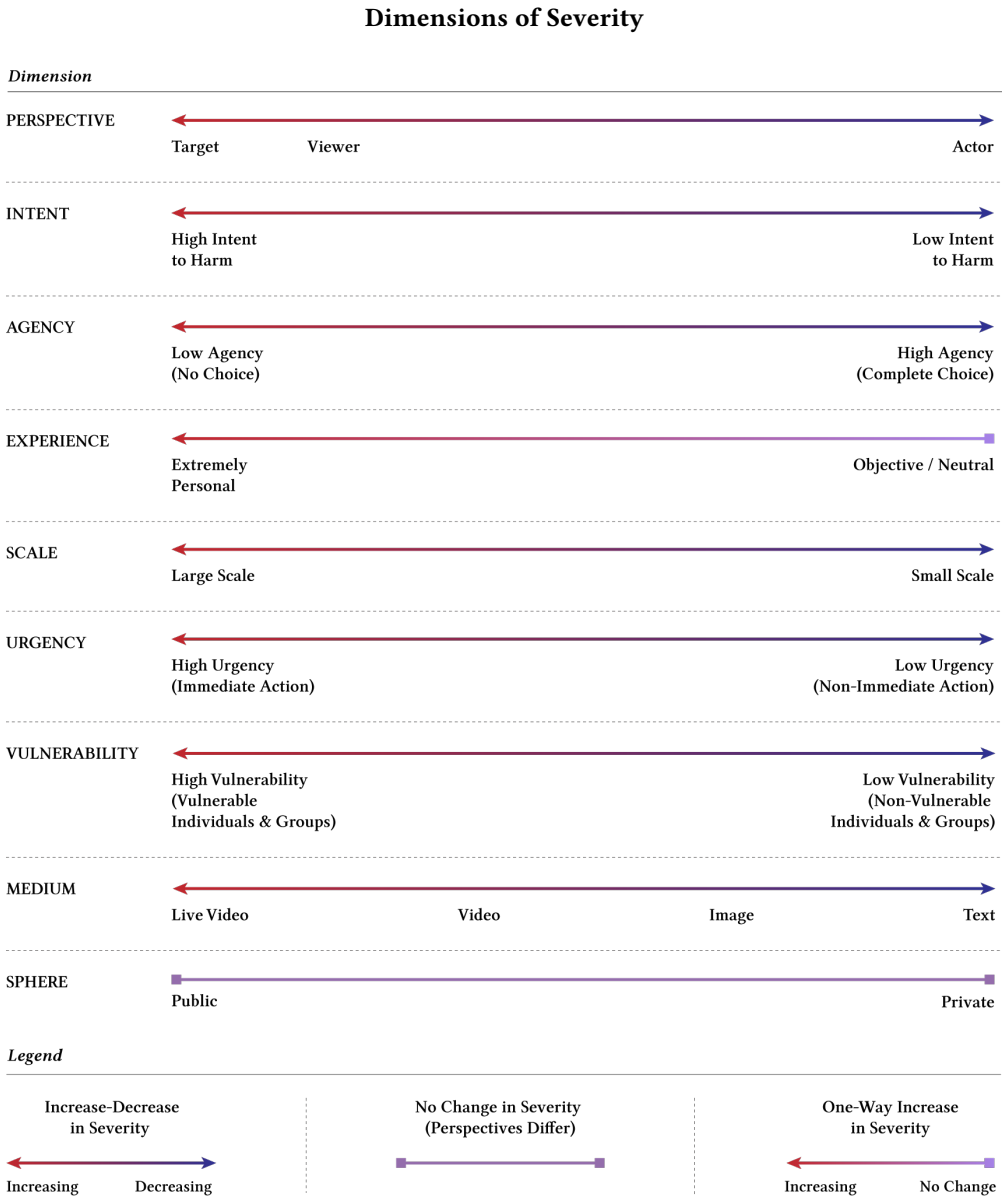 Dimensions of Severity
Dimension
PERSPECTIVE
Target Viewer Actor
INTENT
High Intent Low Intent
to Harm to Harm
AGENCY
Low Agency High Agency
(No Choice) (Complete Choice)
EXPERIENCE
Extremely Objective / Neutral
Personal
SCALE
Large Scale Small Scale
URGENCY
High Urgency Low Urgency
(Immediate Action) (Non-Immediate Action)
VULNERABILITY
High Vulnerability Low Vulnerability
(Vulnerable (Non-Vulnerable
Individuals & Groups) Individuals & Groups)
MEDIUM
Live Video Video Image Text
SPHERE
Public Private
Legend
Increase-Decrease No Change in Severity One-Way Increase
in Severity (Perspectives Differ) in Severity
Increasing Decreasing Increasing No Change